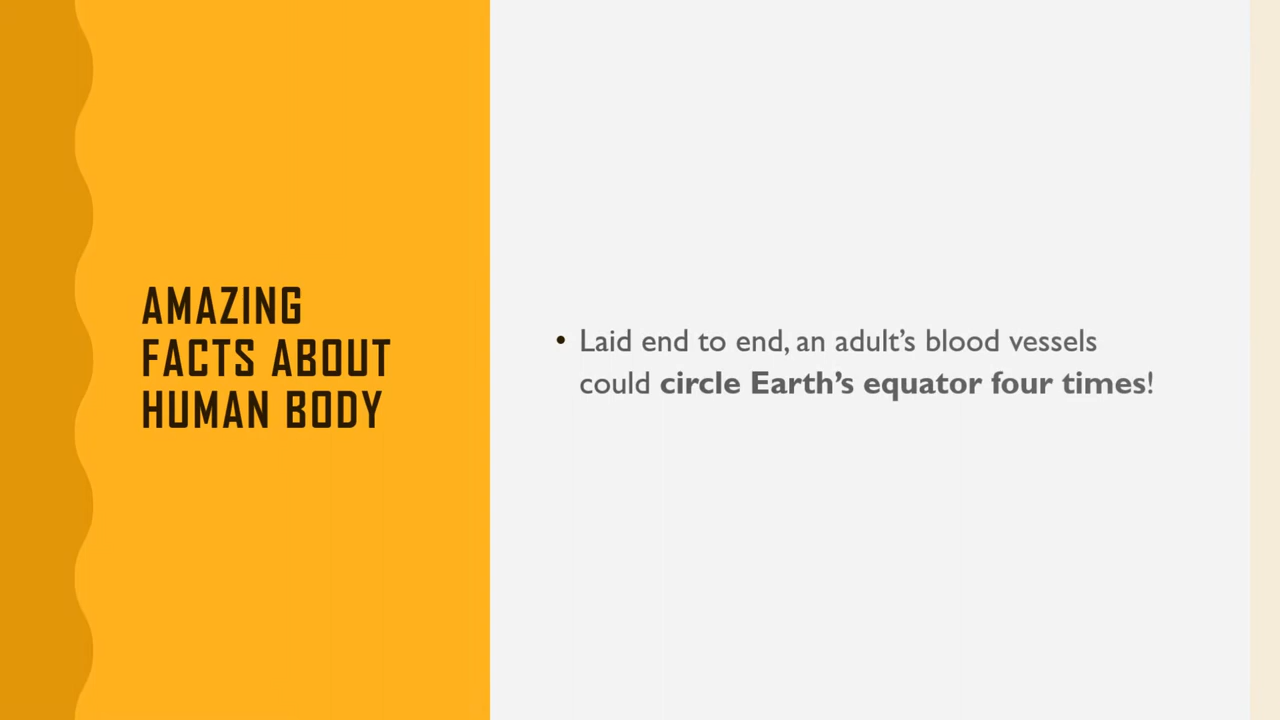 AMAZING
FACTS ABOUT
HUMAN BODY
• Laid end to end, an adult’s blood vessels
could circle Earth’s equator four times!